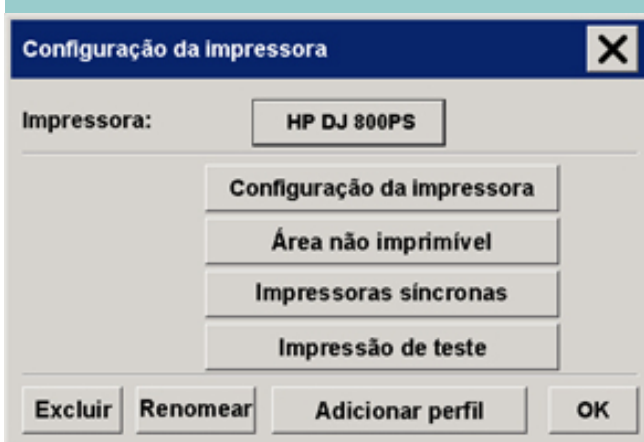 Configuração da impressora
Impressora: HP DJ 800PS
Configuração da impressora
Área não imprimível
Impressoras síncronas
Impressão de teste
Excluir Renomear Adicionar perfil OK